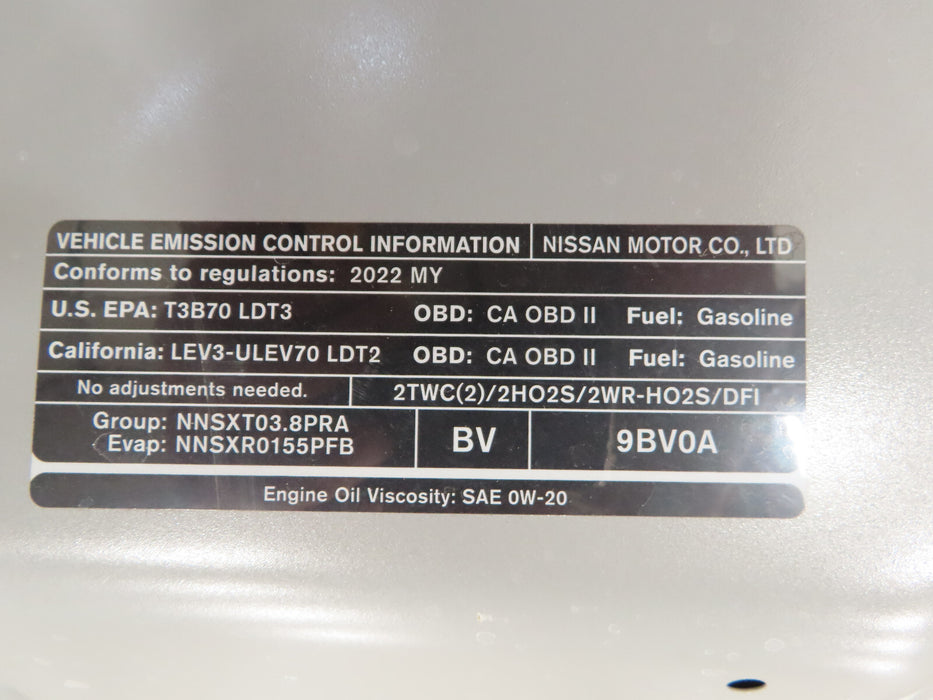 VEHICLE EMISSION CONTROL INFORMATION NISSAN MOTOR CO., LTD
Conforms to regulations: 2022 MY
U.S. EPA: T3B70 LDT3 OBD: CA OBD II Fuel: Gasoline
California: LEV3-ULEV70 LDT2 OBD: CA OBD II Fuel: Gasoline
No adjustments needed. 2TWC(2)/2HO2S/2WR-HO2S/DFI
Group: NNSXT03.8PRA
Evap: NNSXR0155PFB
BV 9BV0A
Engine Oil Viscosity: SAE 0W-20